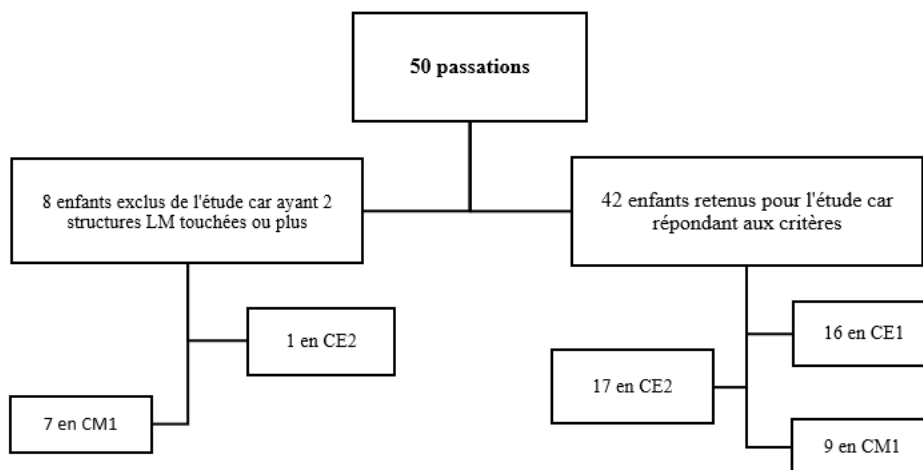 50 passations
8 enfants exclus de l'étude car ayant 2
structures LM touchées ou plus
42 enfants retenus pour l'étude car
répondant aux critères
1 en CE2
16 en CE1
17 en CE2
7 en CM1
9 en CM1